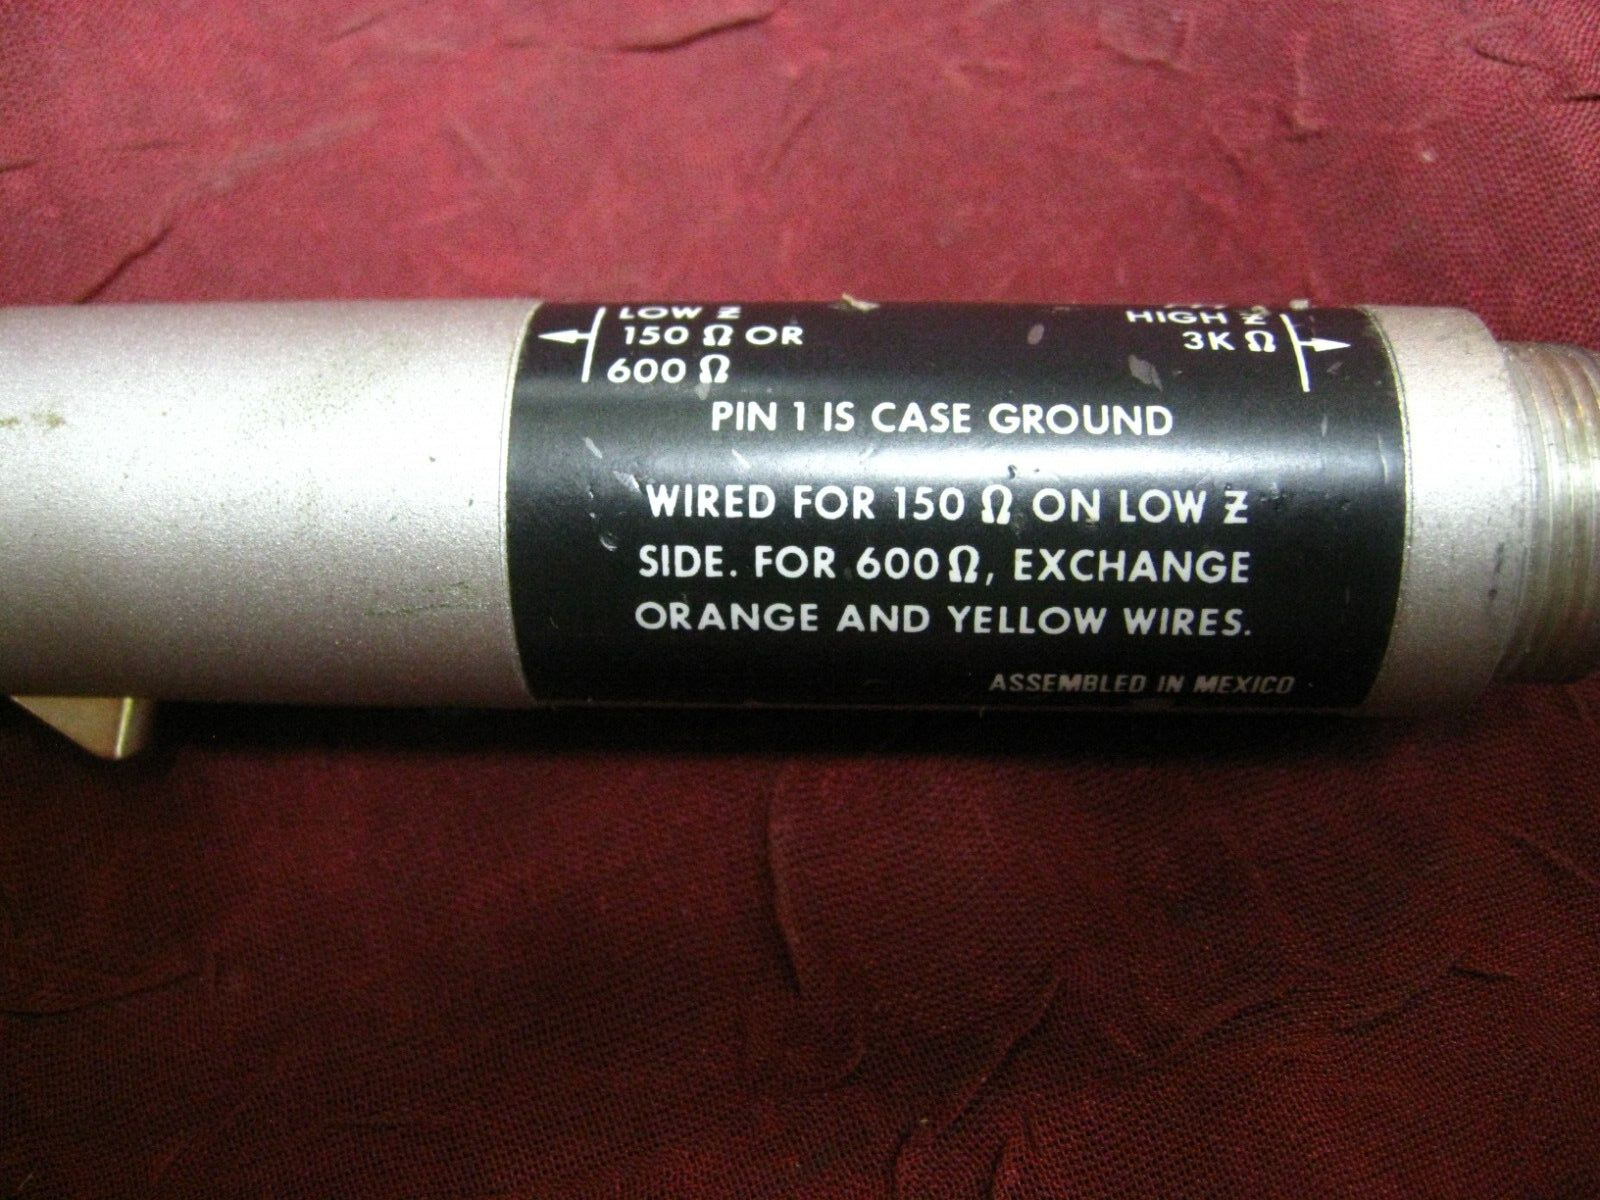 LOW Z
150 Ω OR
600 Ω
HIGH Z
3K Ω
PIN 1 IS CASE GROUND
WIRED FOR 150 Ω ON LOW Z
SIDE. FOR 600Ω, EXCHANGE
ORANGE AND YELLOW WIRES.
ASSEMBLED IN MEXICO